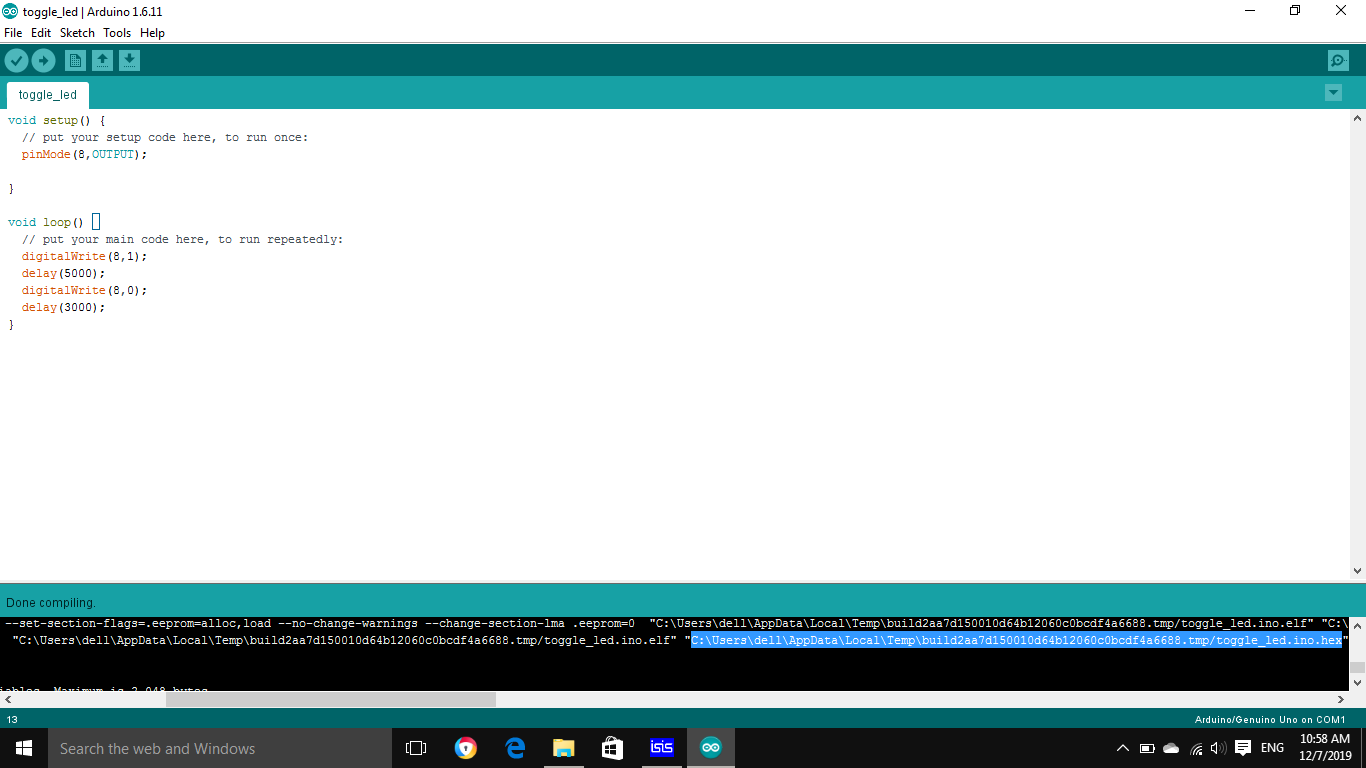 toggle_led | Arduino 1.6.11
File Edit Sketch Tools Help
toggle_led
void setup() {
  // put your setup code here, to run once:
  pinMode(8,OUTPUT);
}
void loop()
  // put your main code here, to run repeatedly:
  digitalWrite(8,1);
  delay(5000);
  digitalWrite(8,0);
  delay(3000);
}
Done compiling.
--set-section-flags=.eeprom=alloc,load --no-change-warnings --change-section-lma .eeprom=0  "C:\Users\dell\AppData\Local\Temp\build2aa7d150010d64b12060c0bcdf4a6688.tmp/toggle_led.ino.elf" "C:\
"C:\Users\dell\AppData\Local\Temp\build2aa7d150010d64b12060c0bcdf4a6688.tmp/toggle_led.ino.elf" "C:\Users\dell\AppData\Local\Temp\build2aa7d150010d64b12060c0bcdf4a6688.tmp/toggle_led.ino.hex"
Maximum is 2,048 bytes
13
Arduino/Genuino Uno on COM1
Search the web and Windows
isis
ENG
10:58 AM
12/7/2019